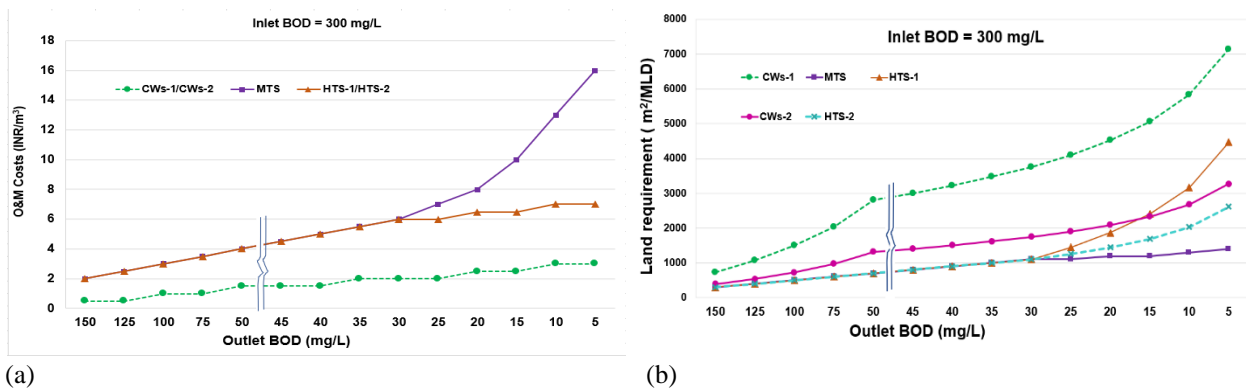 Inlet BOD = 300 mg/L
18
16
14
12
10
8
6
4
2
0
O&M Costs (INR/m³)
CWs-1/CWs-2 MTS HTS-1/HTS-2
150 125 100 75 50 45 40 35 30 25 20 15 10 5
Outlet BOD (mg/L)
(a)
Inlet BOD = 300 mg/L
8000
7000
6000
5000
4000
3000
2000
1000
0
Land requirement ( m²/MLD)
CWs-1 MTS HTS-1
CWs-2 HTS-2
150 125 100 75 50 45 40 35 30 25 20 15 10 5
Outlet BOD (mg/L)
(b)